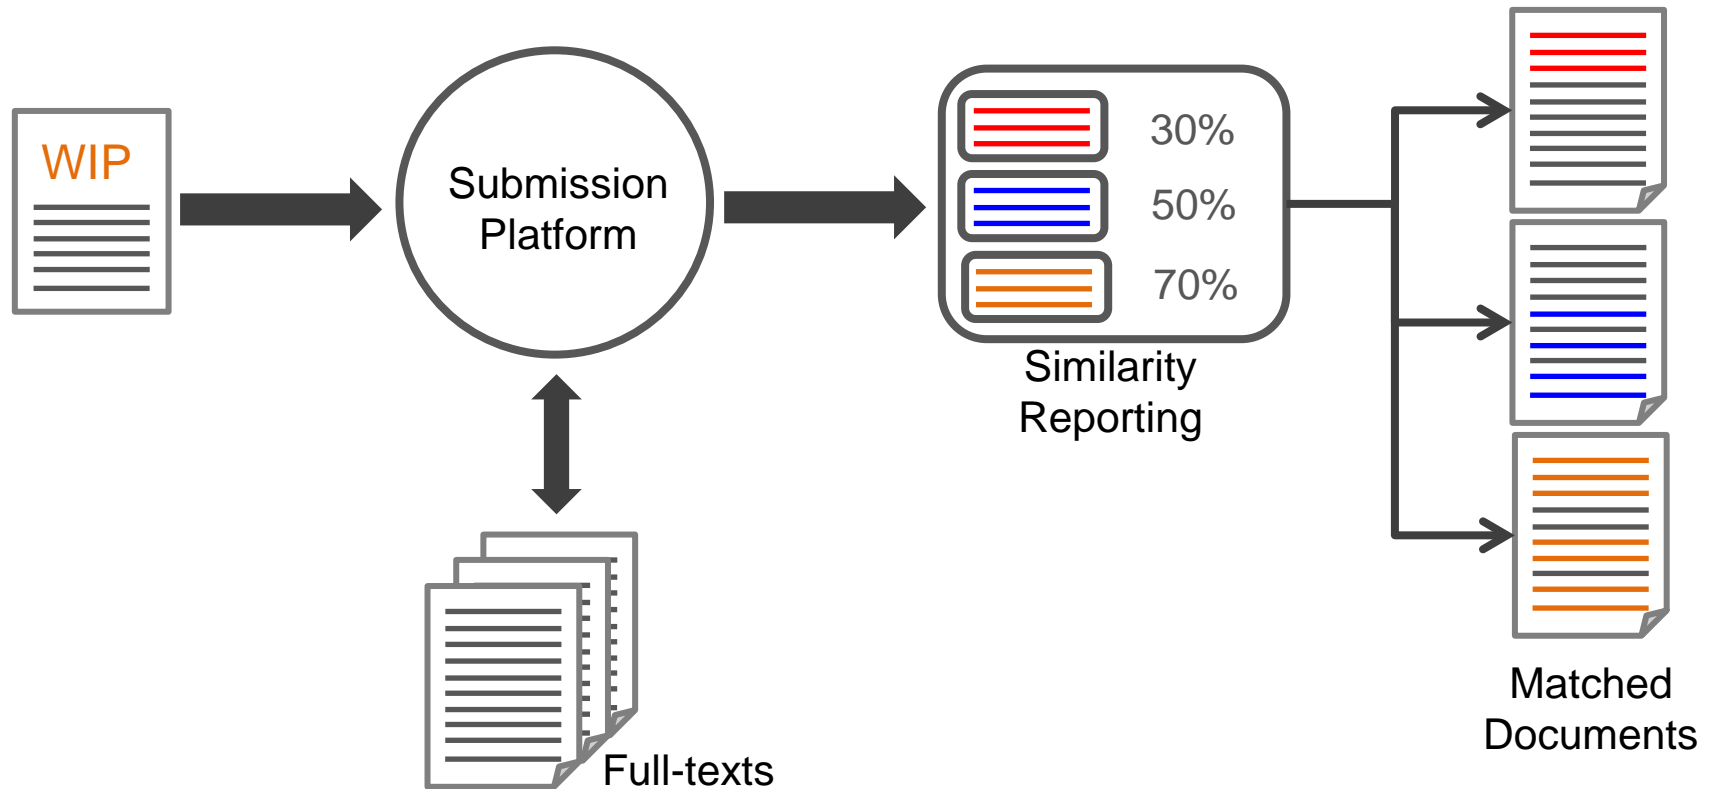 WIP
Submission
Platform
30%
50%
70%
Similarity
Reporting
Full-texts
Matched
Documents